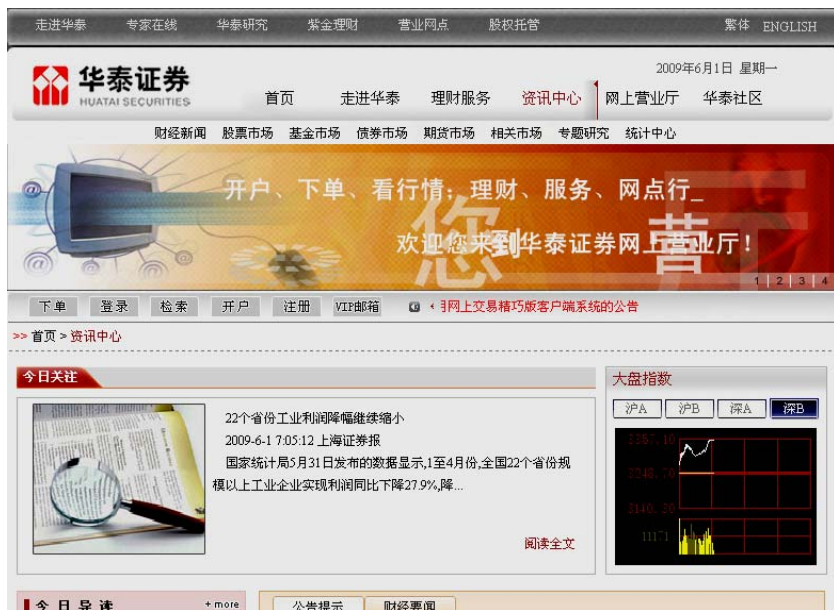 走进华泰 专家在线 华泰研究 紫金理财 营业网点 股权托管 繁体 ENGLISH
2009年6月1日 星期一
华泰证券
HUATAI SECURITIES
首页 走进华泰 理财服务 资讯中心 网上营业厅 华泰社区
财经新闻 股票市场 基金市场 债券市场 期货市场 相关市场 专题研究 统计中心
开户、下单、看行情；理财、服务、网点行_
欢迎您来到华泰证券网上营业厅！
1 | 2 | 3 | 4
下单 登录 检索 开户 注册 VIP邮箱 网上交易精巧版客户端系统的公告
>> 首页 > 资讯中心
今日关注
22个省份工业利润降幅继续缩小
2009-6-1 7:05:12 上海证券报
国家统计局5月31日发布的数据显示,1至4月份,全国22个省份规
模以上工业企业实现利润同比下降27.9%,降...
阅读全文
大盘指数
沪A 沪B 深A 深B
今日导读 + more
公告提示 财经要闻